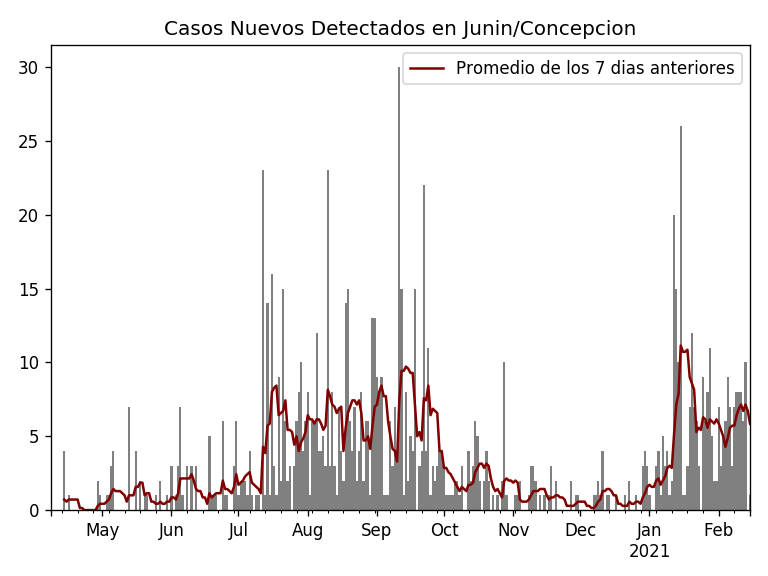 Casos Nuevos Detectados en Junin/Concepcion
Promedio de los 7 dias anteriores
30
25
20
15
10
5
0
May Jun Jul Aug Sep Oct Nov Dec Jan Feb
2021